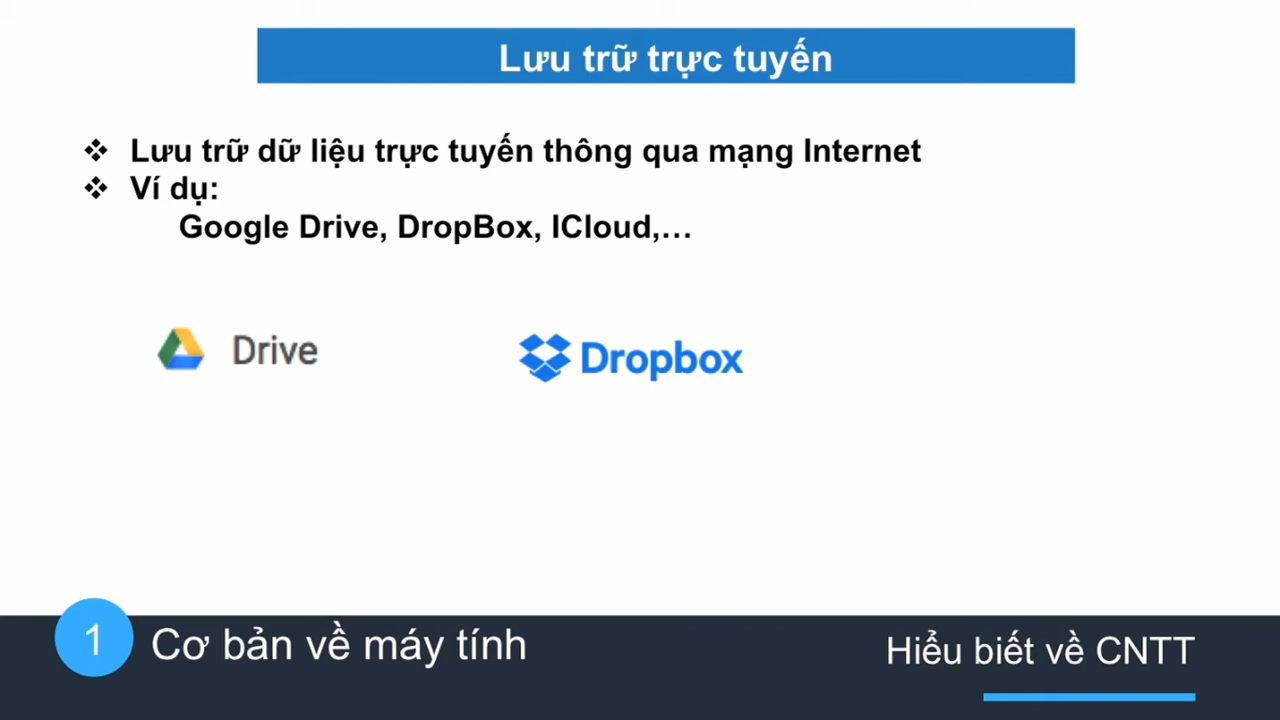 Lưu trữ trực tuyến
❖ Lưu trữ dữ liệu trực tuyến thông qua mạng Internet
❖ Ví dụ:
Google Drive, DropBox, ICloud,...
Drive
Dropbox
1 Cơ bản về máy tính
Hiểu biết về CNTT